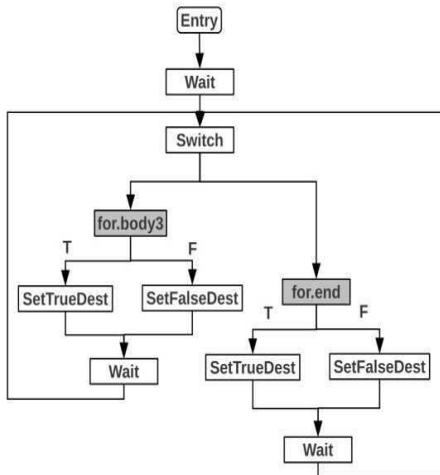 Entry
Wait
Switch
for.body3
T F
SetTrueDest SetFalseDest
Wait
for.end
T F
SetTrueDest SetFalseDest
Wait